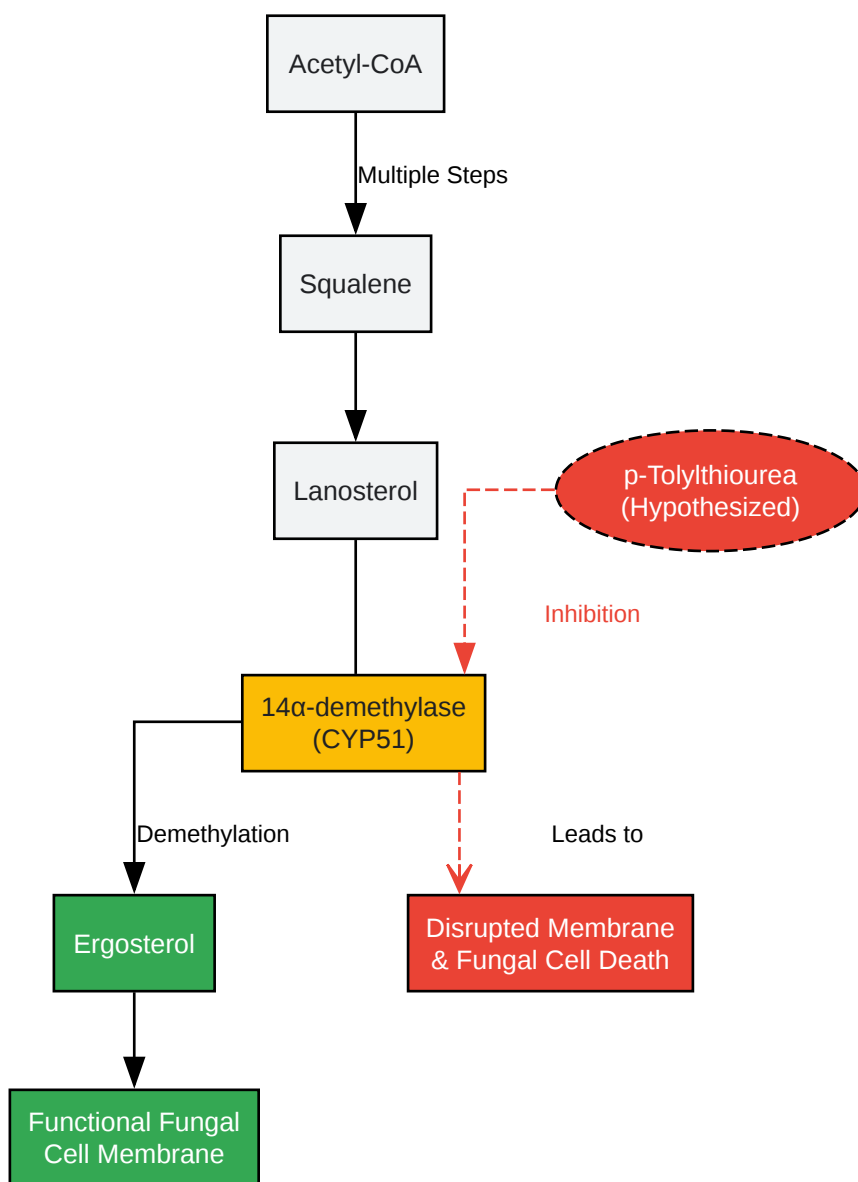 Acetyl-CoA
Multiple Steps
Squalene
Lanosterol
p-Tolylthiourea
(Hypothesized)
Inhibition
14α-demethylase
(CYP51)
Demethylation
Leads to
Ergosterol
Disrupted Membrane
& Fungal Cell Death
Functional Fungal
Cell Membrane